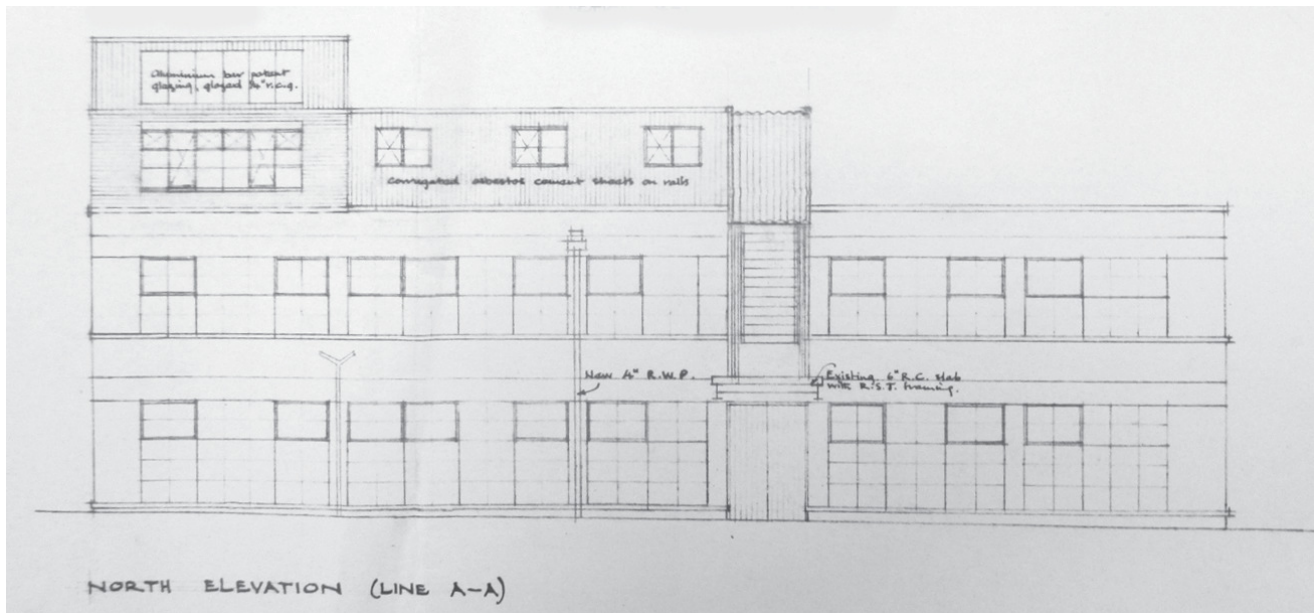 Aluminium bar patent
glazing, glazed ¼" r.c.g.
corrugated asbestos cement sheets on rails
New 4" R.W.P.
Existing 6" R.C. slab
with R.S.J. framing.
NORTH ELEVATION (LINE A-A)